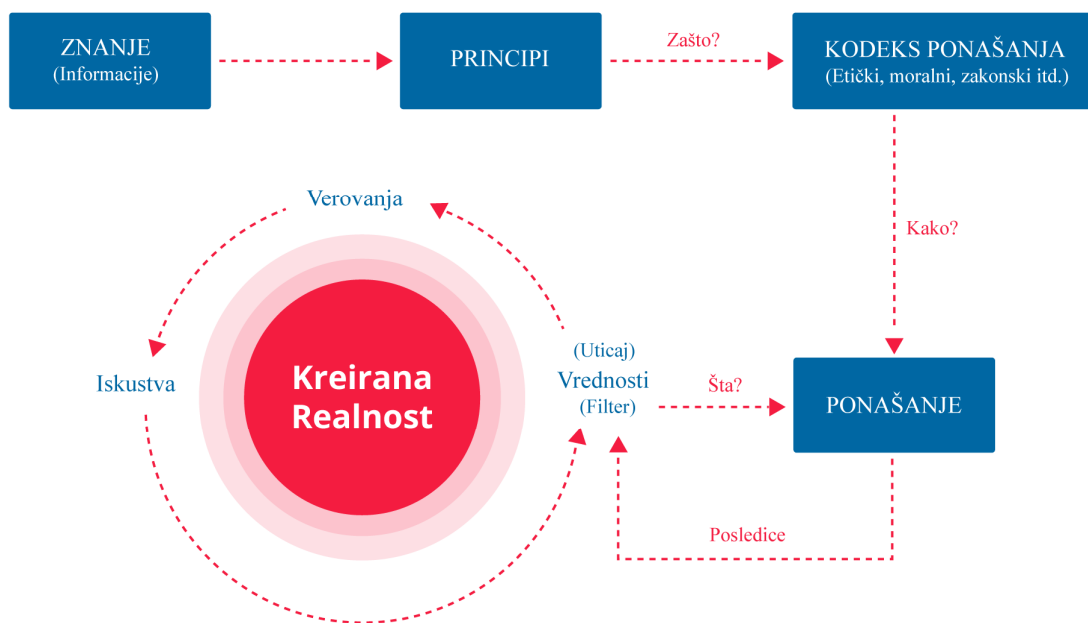 ZNANJE
(Informacije)
PRINCIPI
Zašto?
KODEKS PONAŠANJA
(Etički, moralni, zakonski itd.)
Verovanja
Kako?
Iskustva
Kreirana
Realnost
(Uticaj)
Vrednosti
(Filter)
Šta?
PONAŠANJE
Posledice